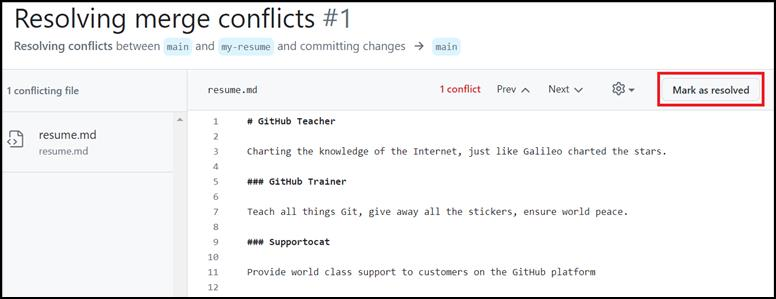 Resolving merge conflicts #1
Resolving conflicts between main and my-resume and committing changes → main
1 conflicting file
resume.md
1 conflict
Prev
Next
Mark as resolved
resume.md
resume.md
1 # GitHub Teacher
2
3 Charting the knowledge of the Internet, just like Galileo charted the stars.
4
5 ### GitHub Trainer
6
7 Teach all things Git, give away all the stickers, ensure world peace.
8
9 ### Supportocat
10
11 Provide world class support to customers on the GitHub platform
12